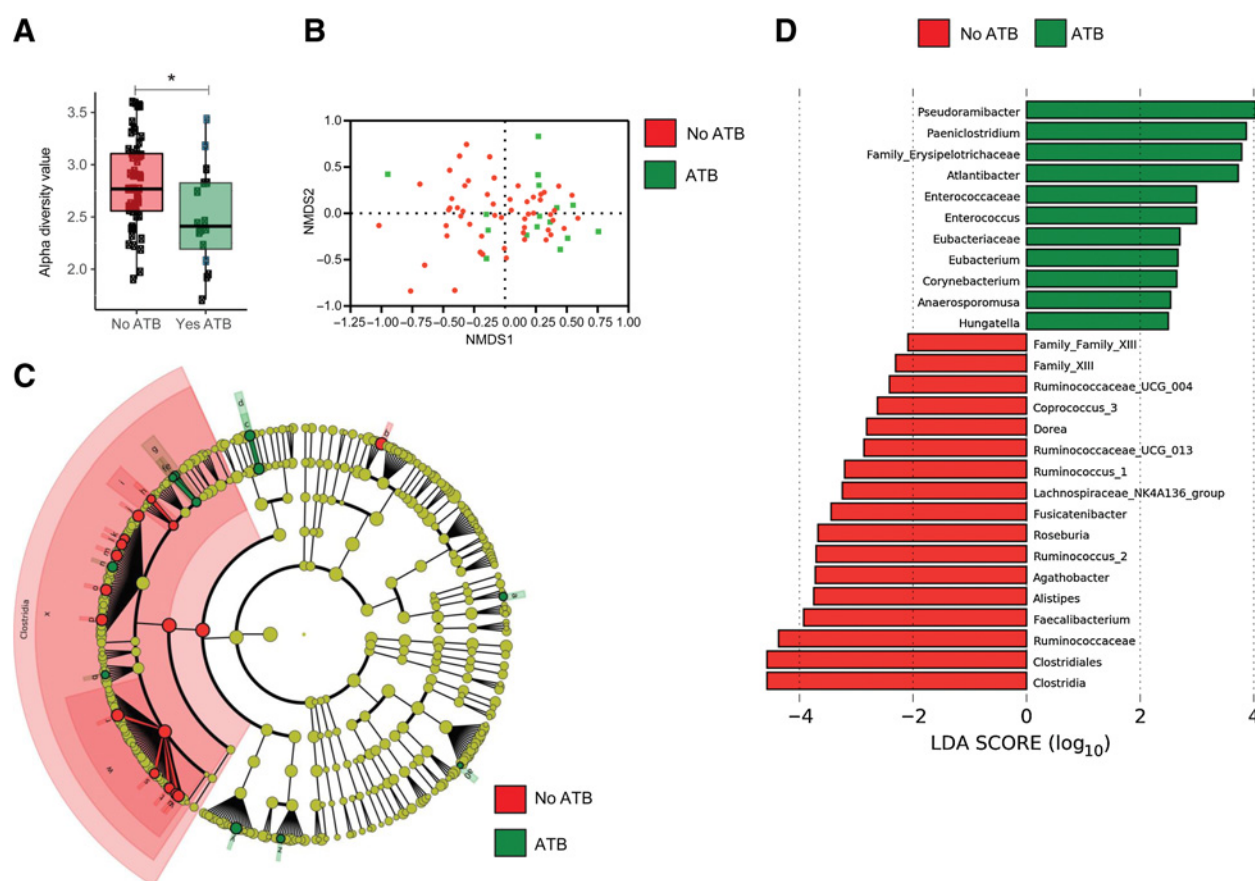 A
*
Alpha diversity value
3.5
3.0
2.5
2.0
No ATB
Yes ATB
B
NMDS2
1.0
0.5
0.0
−0.5
−1.0
−1.25
−1.00
−0.75
−0.50
−0.25
0.00
0.25
0.50
0.75
1.00
NMDS1
No ATB
ATB
C
Clostridia
x
w
No ATB
ATB
D
No ATB
ATB
Pseudoramibacter
Paeniclostridium
Family_Erysipelotrichaceae
Atlantibacter
Enterococcaceae
Enterococcus
Eubacteriaceae
Eubacterium
Corynebacterium
Anaerosporomusa
Hungatella
Family_Family_XIII
Family_XIII
Ruminococcaceae_UCG_004
Coprococcus_3
Dorea
Ruminococcaceae_UCG_013
Ruminococcus_1
Lachnospiraceae_NK4A136_group
Fusicatenibacter
Roseburia
Ruminococcus_2
Agathobacter
Alistipes
Faecalibacterium
Ruminococcaceae
Clostridiales
Clostridia
−4
−2
0
2
4
LDA SCORE (log10)